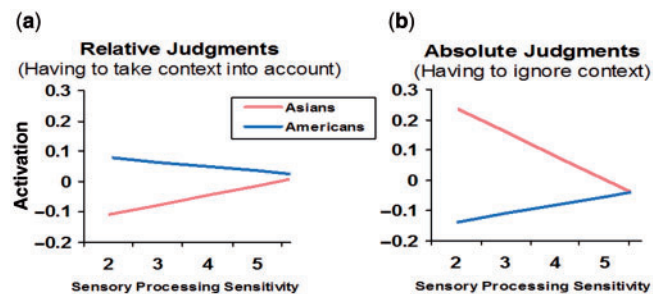 (a)
Relative Judgments
(Having to take context into account)
0.3
0.2
0.1
0
−0.1
−0.2
Activation
2 3 4 5
Sensory Processing Sensitivity
Asians
Americans
(b)
Absolute Judgments
(Having to ignore context)
0.3
0.2
0.1
0
−0.1
−0.2
2 3 4 5
Sensory Processing Sensitivity